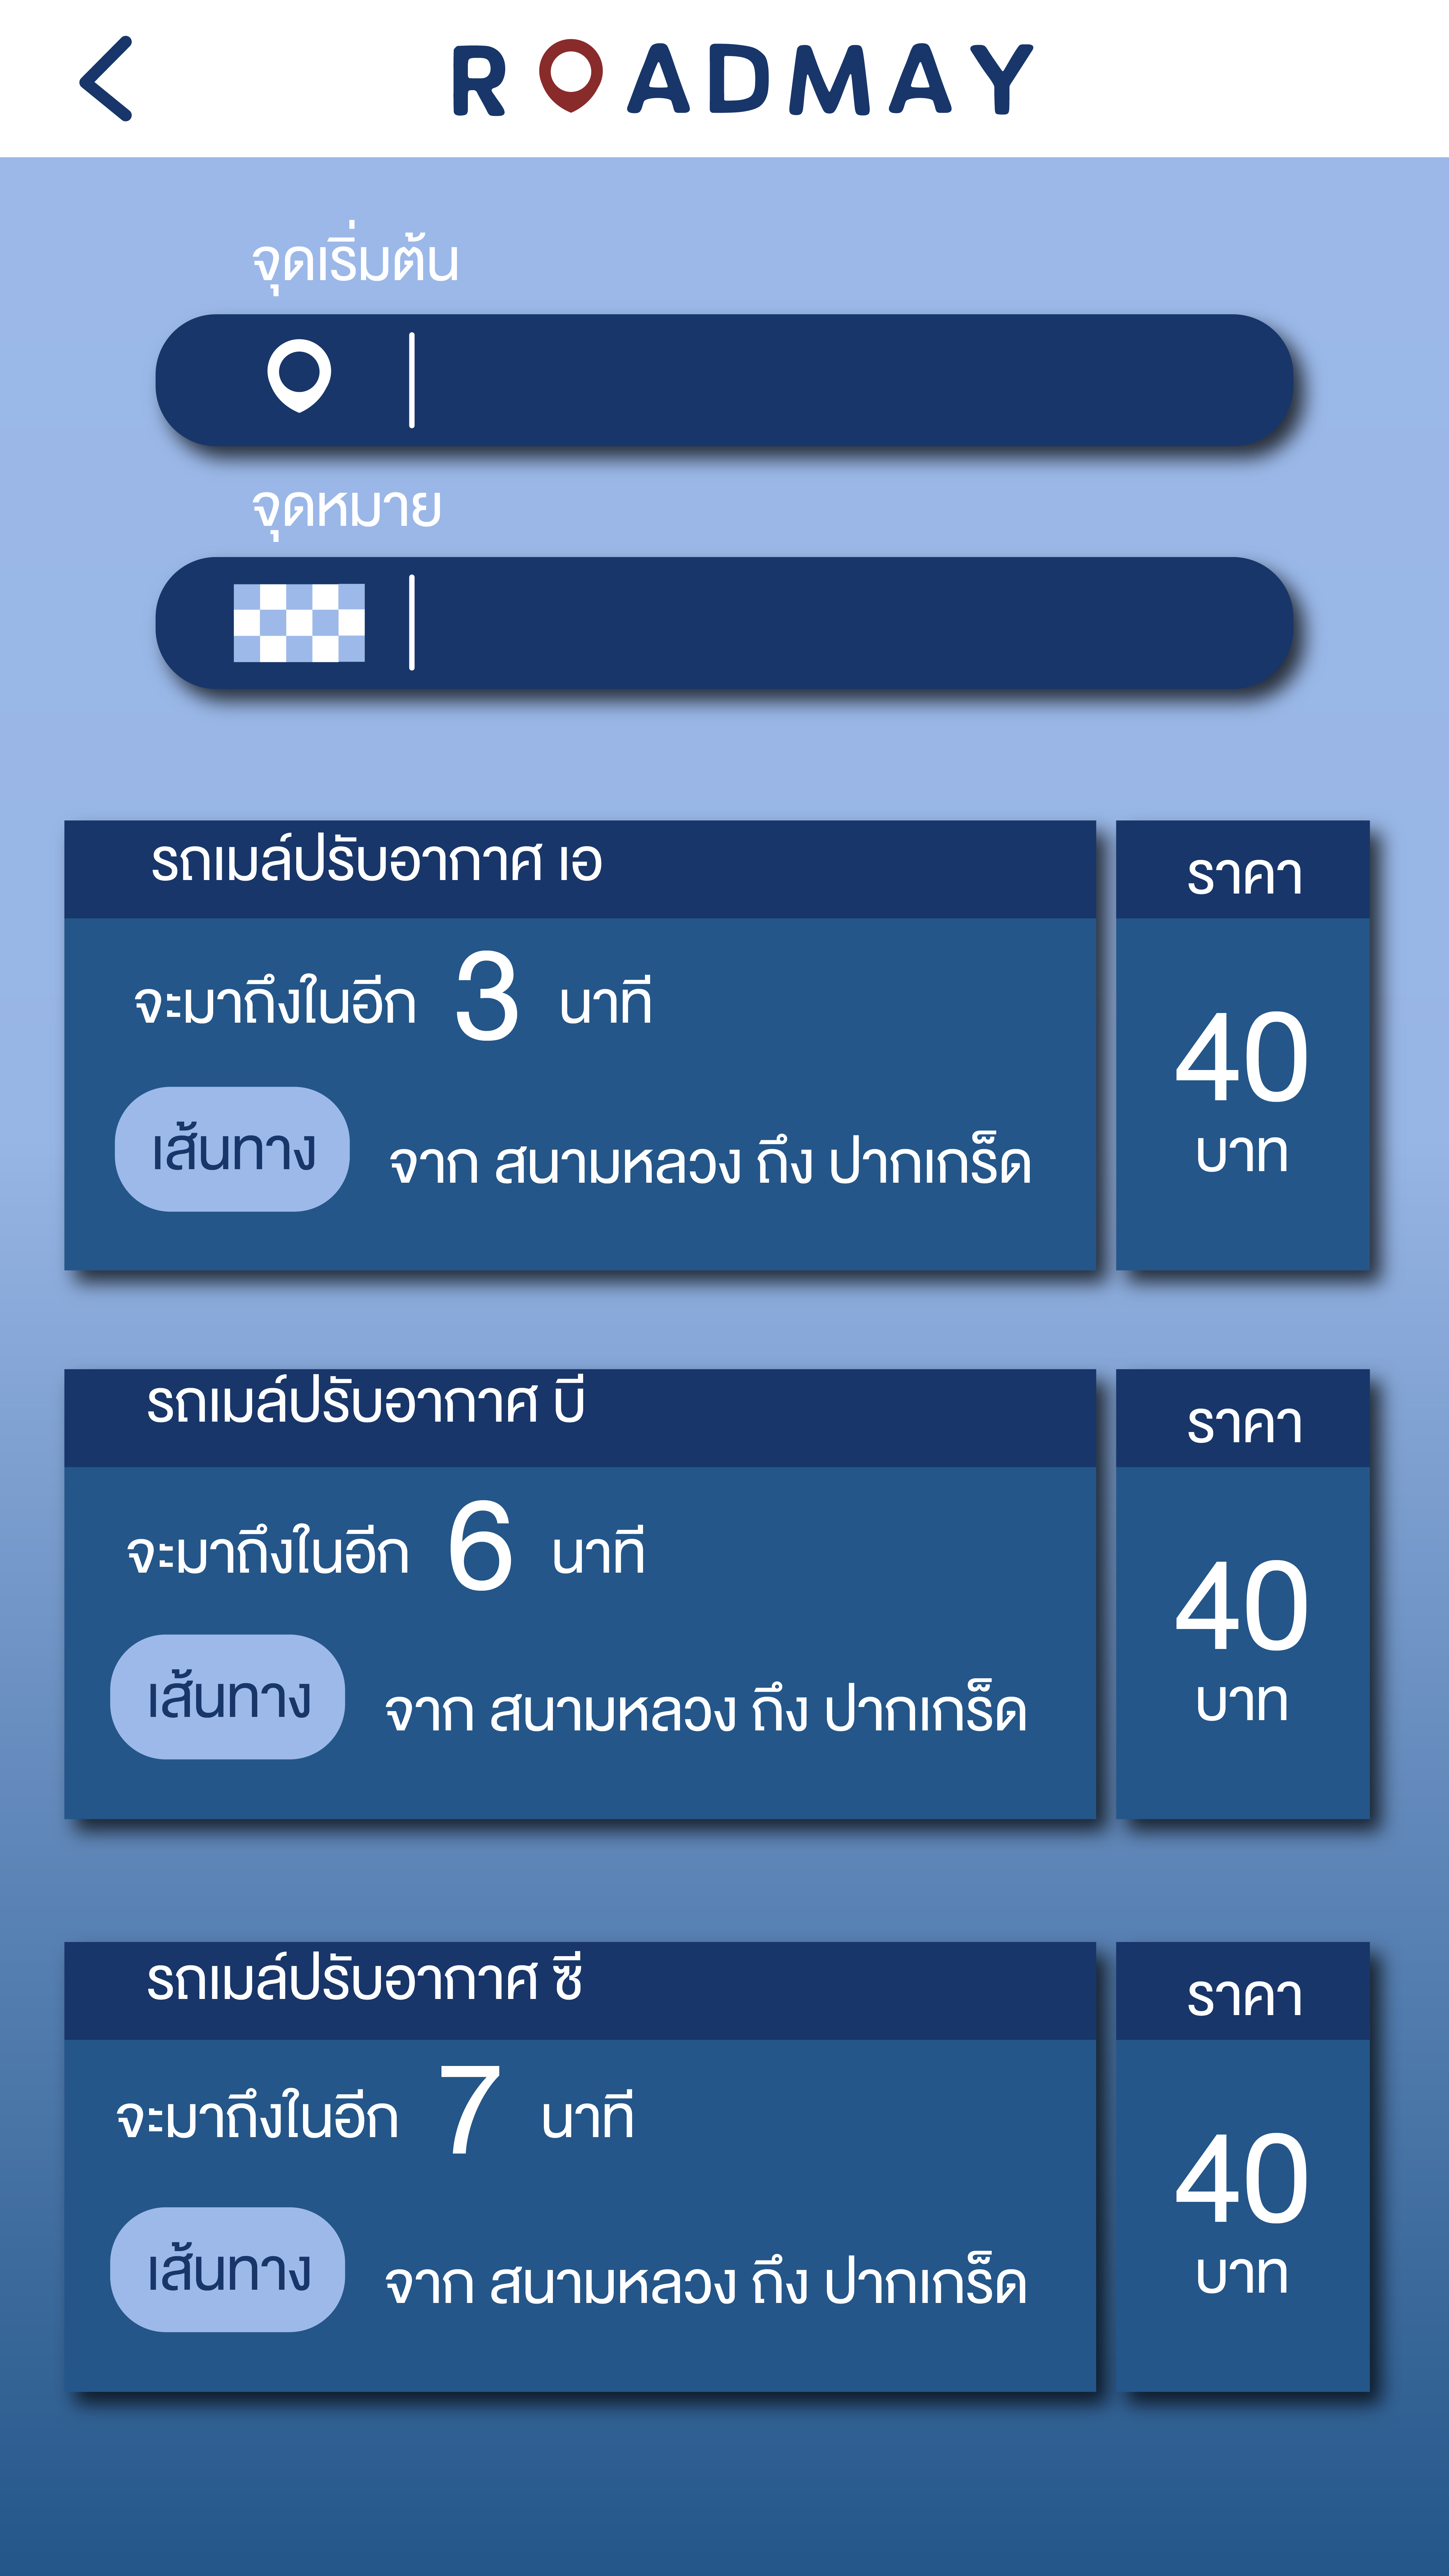 ROADMAY
จุดเริ่มต้น
จุดหมาย
รถเมล์ปรับอากาศ เอ
ราคา
จะมาถึงในอีก 3 นาที
40
บาท
เส้นทาง จาก สนามหลวง ถึง ปากเกร็ด
รถเมล์ปรับอากาศ บี
ราคา
จะมาถึงในอีก 6 นาที
40
บาท
เส้นทาง จาก สนามหลวง ถึง ปากเกร็ด
รถเมล์ปรับอากาศ ซี
ราคา
จะมาถึงในอีก 7 นาที
40
บาท
เส้นทาง จาก สนามหลวง ถึง ปากเกร็ด